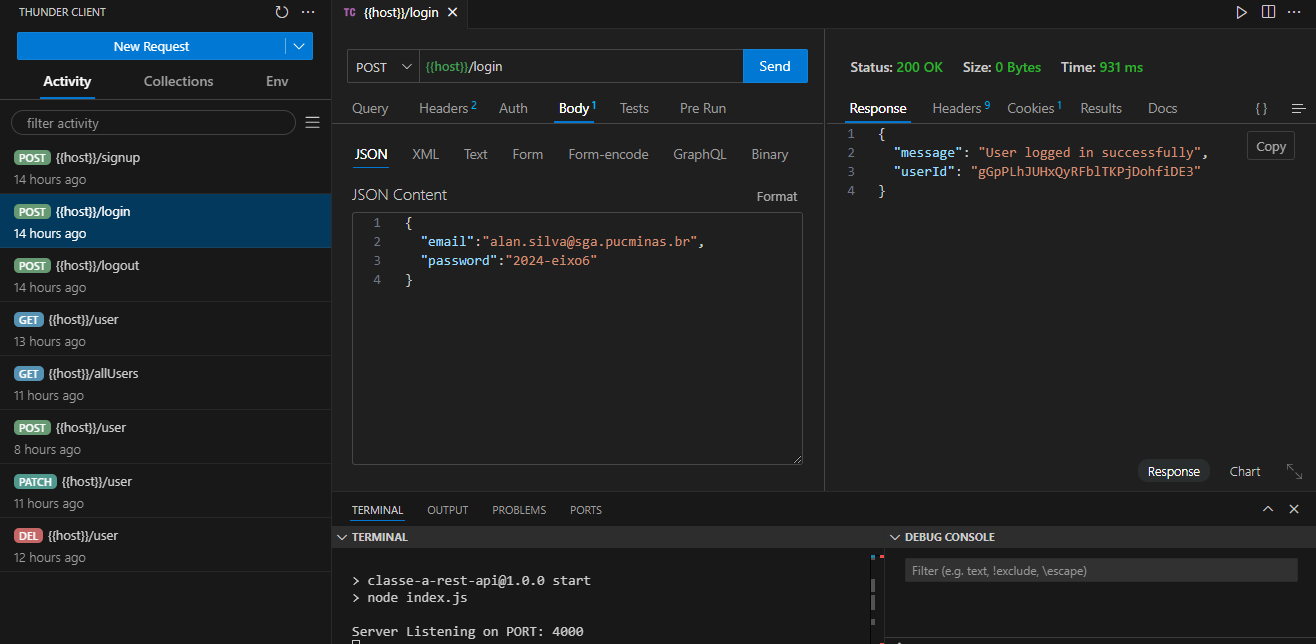 THUNDER CLIENT
New Request
Activity
Collections
Env
filter activity
POST {{host}}/signup
14 hours ago
POST {{host}}/login
14 hours ago
POST {{host}}/logout
14 hours ago
GET {{host}}/user
13 hours ago
GET {{host}}/allUsers
11 hours ago
POST {{host}}/user
8 hours ago
PATCH {{host}}/user
11 hours ago
DEL {{host}}/user
12 hours ago
TC {{host}}/login
POST {{host}}/login Send
Query Headers 2 Auth Body 1 Tests Pre Run
JSON XML Text Form Form-encode GraphQL Binary
JSON Content Format
1 {
2 "email":"alan.silva@sga.pucminas.br",
3 "password":"2024-eixo6"
4 }
Status: 200 OK Size: 0 Bytes Time: 931 ms
Response Headers 9 Cookies 1 Results Docs { }
1 {
2 "message": "User logged in successfully",
3 "userId": "gGpPLhJUHxQyRFblTKPjDohfiDE3"
4 }
Copy
Response Chart
TERMINAL OUTPUT PROBLEMS PORTS
TERMINAL
> classe-a-rest-api@1.0.0 start
> node index.js
Server Listening on PORT: 4000
DEBUG CONSOLE
Filter (e.g. text, !exclude, \escape)